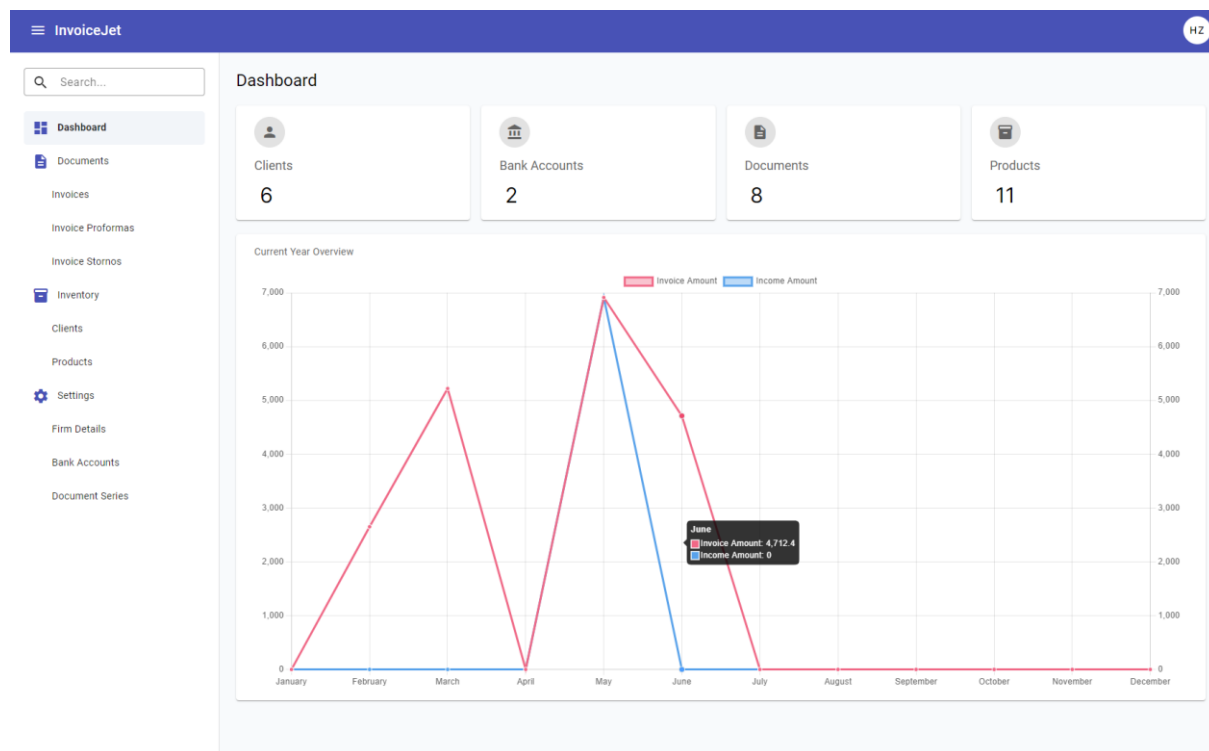 InvoiceJet
HZ
Search...
Dashboard
Documents
Invoices
Invoice Proformas
Invoice Stornos
Inventory
Clients
Products
Settings
Firm Details
Bank Accounts
Document Series
Dashboard
Clients
6
Bank Accounts
2
Documents
8
Products
11
Current Year Overview
Invoice Amount Income Amount
7,000 7,000
6,000 6,000
5,000 5,000
4,000 4,000
3,000 3,000
June
Invoice Amount: 4,712.4
Income Amount: 0
2,000 2,000
1,000 1,000
0 0
January February March April May June July August September October November December